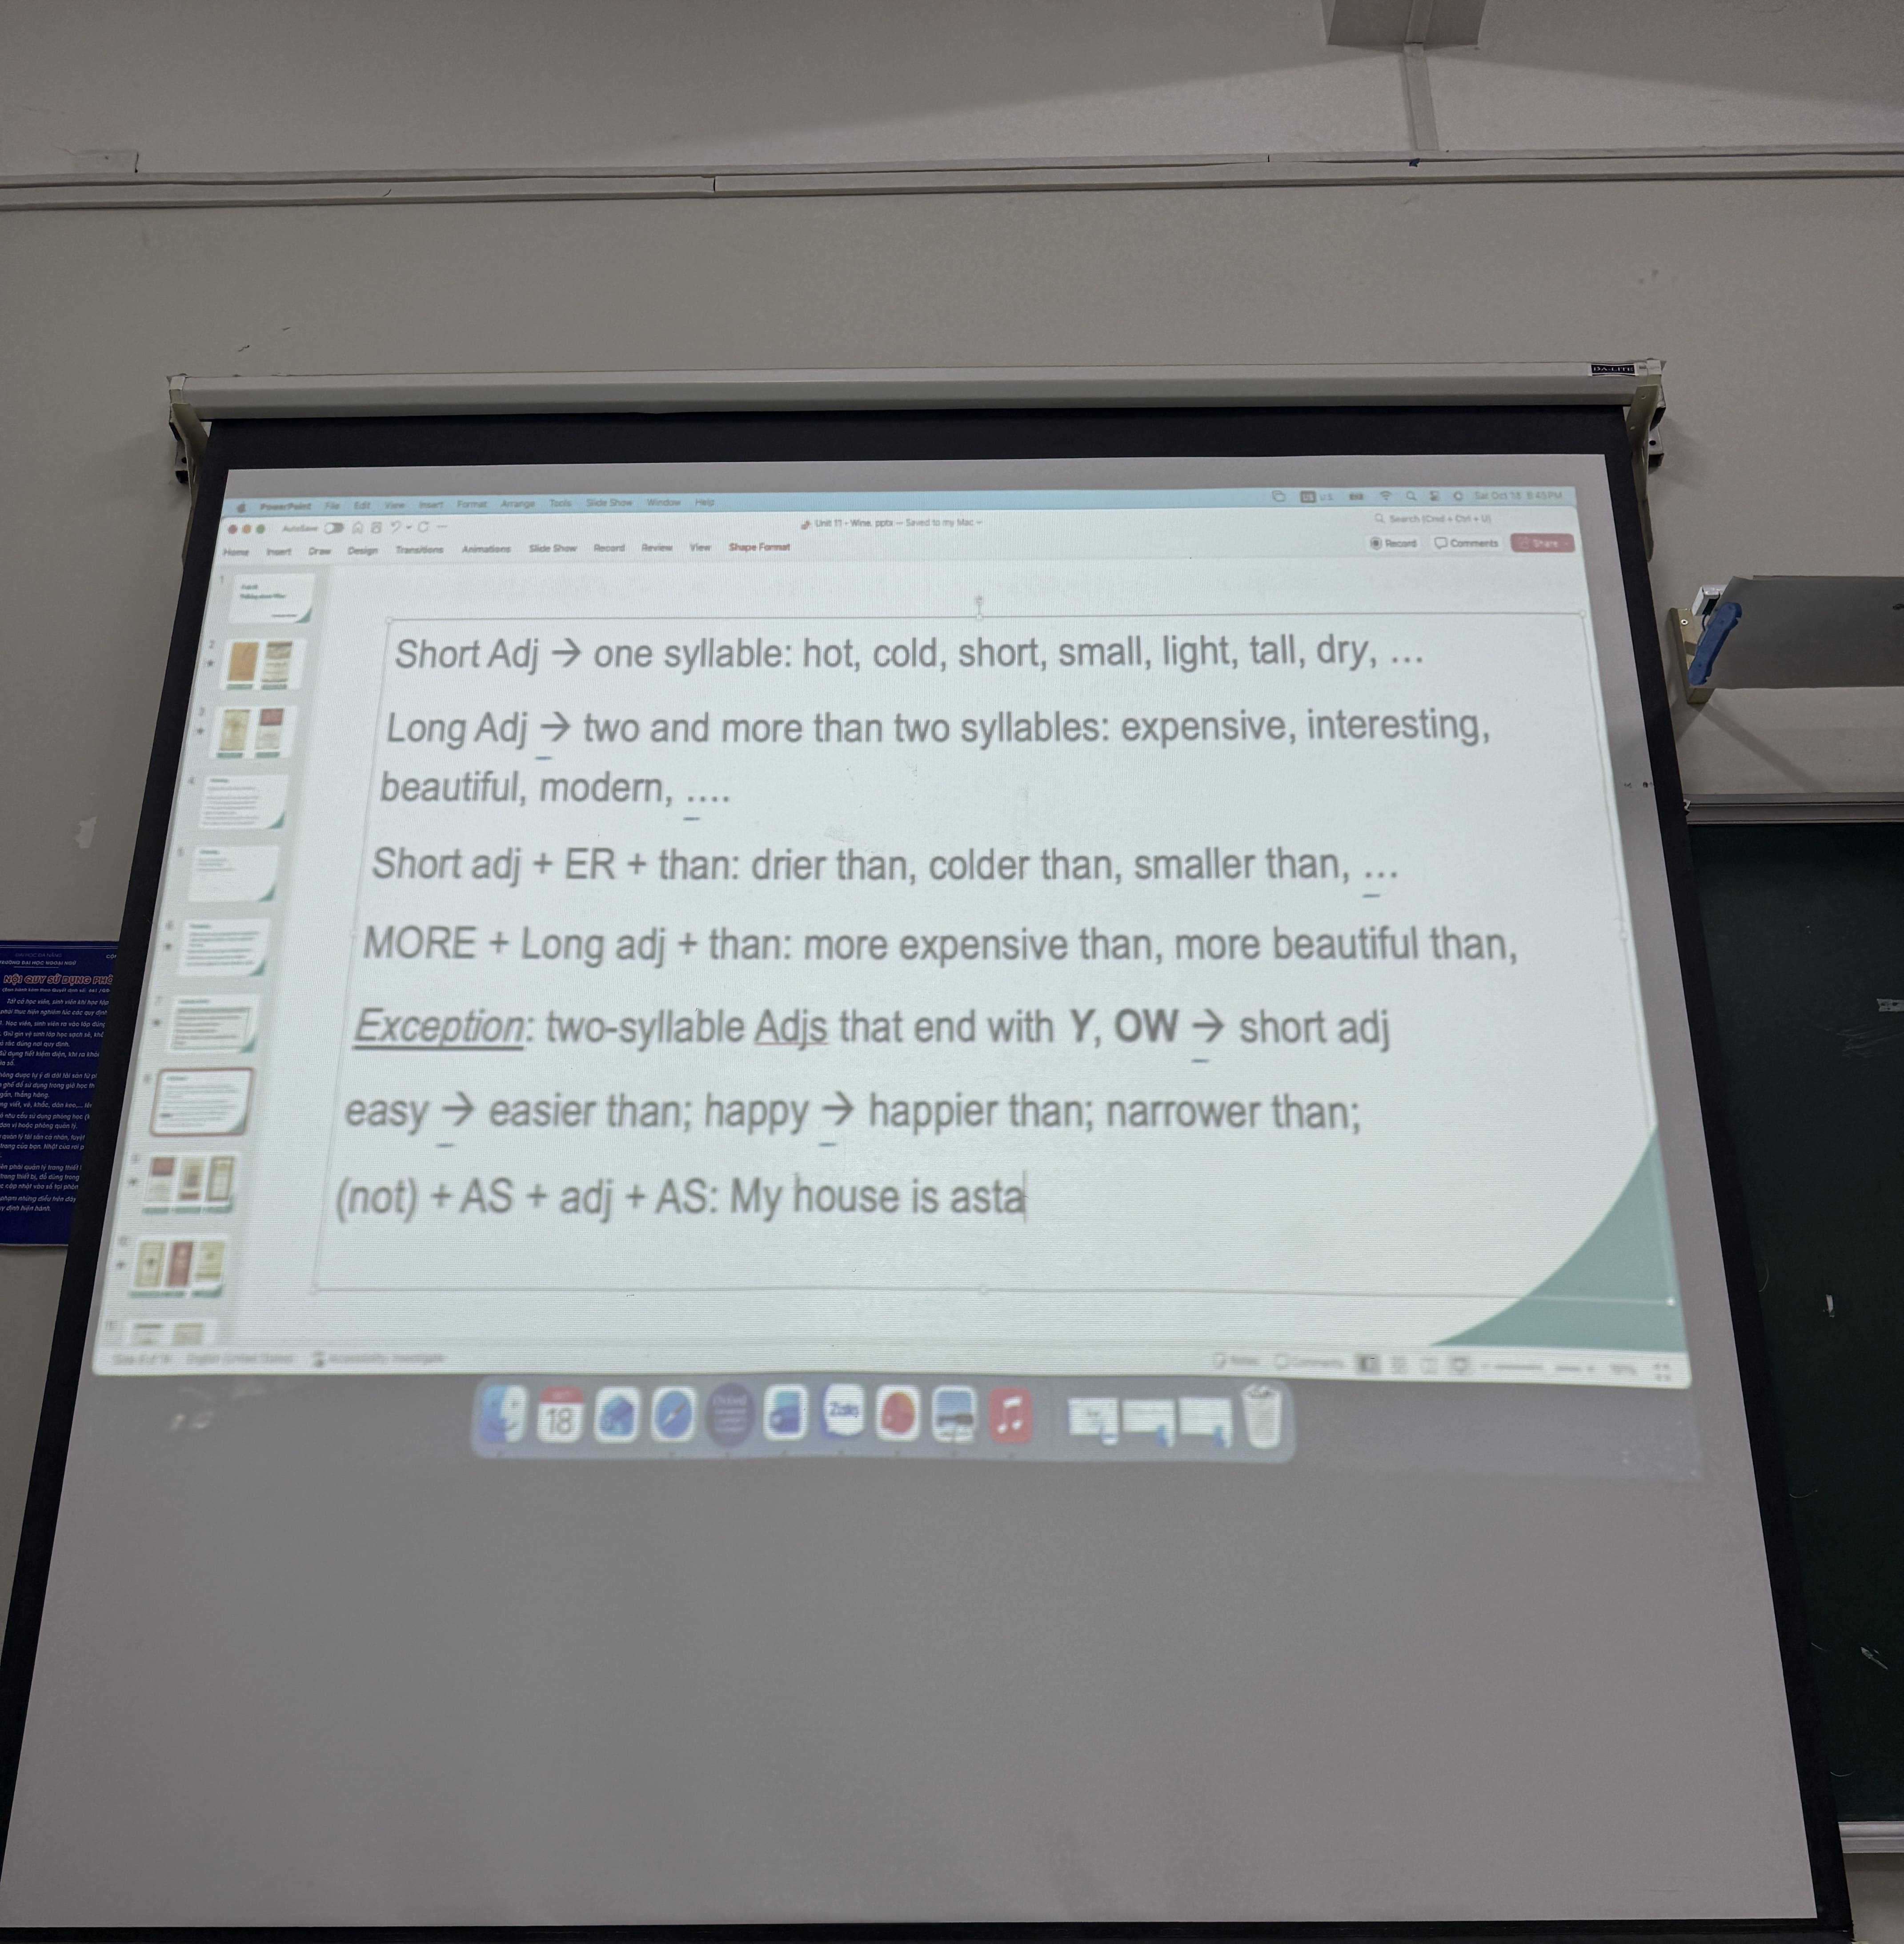 DA-LITE
PowerPoint File Edit View Insert Format Arrange Tools Slide Show Window Help
Sat Oct 18 8:45 PM
AutoSave
Unit 11 - Wine. pptx — Saved to my Mac
Search (Cmd + Ctrl + U)
Home Insert Draw Design Transitions Animations Slide Show Record Review View Shape Format
Record Comments Share
Short Adj → one syllable: hot, cold, short, small, light, tall, dry, ...
Long Adj → two and more than two syllables: expensive, interesting,
beautiful, modern, ....
Short adj + ER + than: drier than, colder than, smaller than, ...
MORE + Long adj + than: more expensive than, more beautiful than,
Exception: two-syllable Adjs that end with Y, OW → short adj
easy → easier than; happy → happier than; narrower than;
(not) + AS + adj + AS: My house is asta
18
Zalo
NỘI QUY SỬ DỤNG